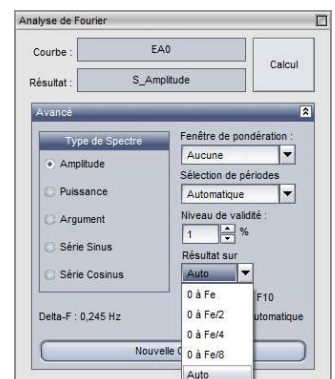 Analyse de Fourier
Courbe : EA0
Calcul
Résultat : S_Amplitude
Avancé
Type de Spectre
Amplitude
Puissance
Argument
Série Sinus
Série Cosinus
Fenêtre de pondération :
Aucune
Sélection de périodes
Automatique
Niveau de validité :
1 %
Résultat sur
Auto
0 à Fe
0 à Fe/2
0 à Fe/4
0 à Fe/8
Auto
F10
Delta-F : 0,245 Hz
utomatique
Nouvelle